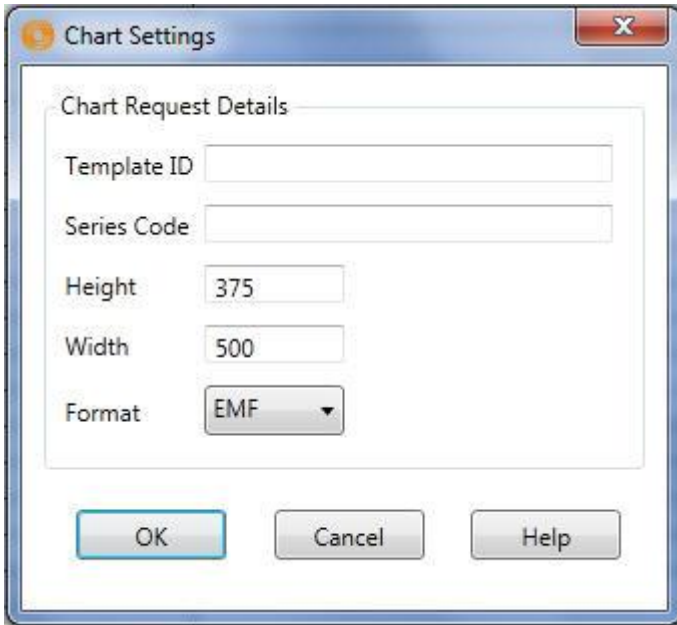 Chart Settings
X
Chart Request Details
Template ID
Series Code
Height 375
Width 500
Format EMF
OK Cancel Help